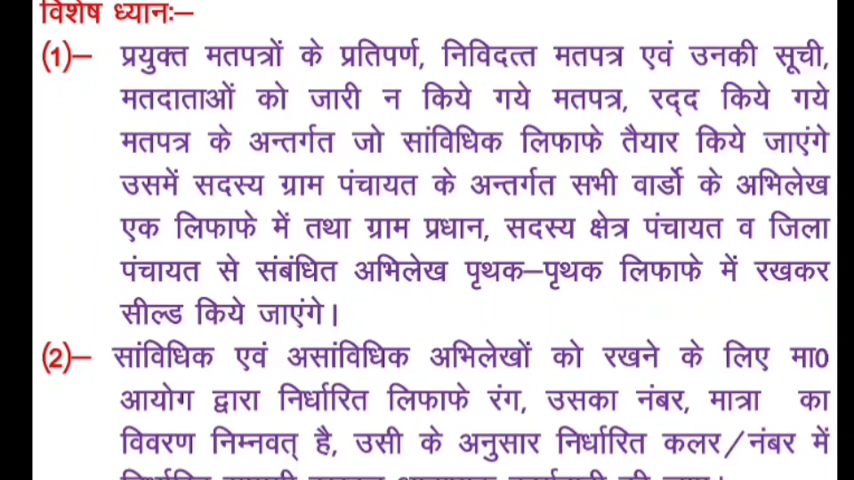 विशेष ध्यानः–
(1)– प्रयुक्त मतपत्रों के प्रतिपर्ण, निविदत्त मतपत्र एवं उनकी सूची,
मतदाताओं को जारी न किये गये मतपत्र, रद्द किये गये
मतपत्र के अन्तर्गत जो सांविधिक लिफाफे तैयार किये जाएंगे
उसमें सदस्य ग्राम पंचायत के अन्तर्गत सभी वार्डो के अभिलेख
एक लिफाफे में तथा ग्राम प्रधान, सदस्य क्षेत्र पंचायत व जिला
पंचायत से संबंधित अभिलेख पृथक–पृथक लिफाफे में रखकर
सील्ड किये जाएंगे।
(2)– सांविधिक एवं असांविधिक अभिलेखों को रखने के लिए मा0
आयोग द्वारा निर्धारित लिफाफे रंग, उसका नंबर, मात्रा का
विवरण निम्नवत् है, उसी के अनुसार निर्धारित कलर/नंबर में